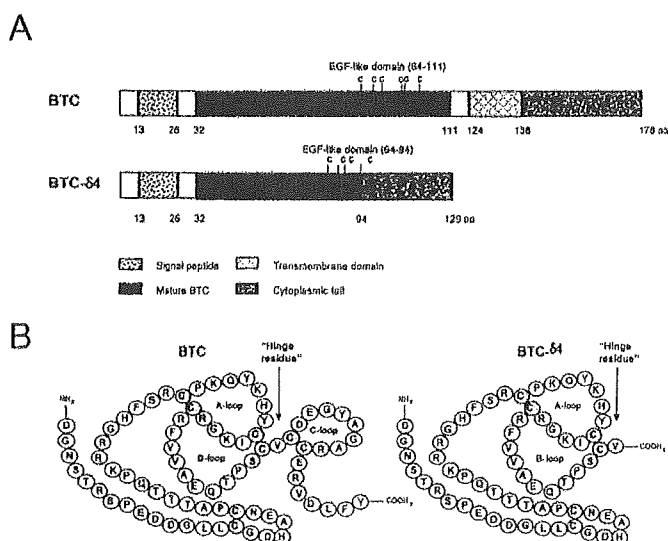 A
EGF-like domain (64-111)
C C C C C C
BTC
13 26 32 111 124 138 178 aa
EGF-like domain (64-94)
C C C C C
BTC-δ4
13 26 32 94 129 aa
Signal peptide
Transmembrane domain
Mature BTC
Cytoplasmic tail
B
BTC
"Hinge residue"
NH₂
A-loop
B-loop
C-loop
D G N S T R S P E D D G L L C G D H
A E N C P A T T T T Q P K R
R G H F S R C P K Q Y K H Y
C I K G R C R F V V A E Q T P S C V C
D E G Y A G A R C E R V D L F Y
COOH
BTC-δ4
"Hinge residue"
NH₂
A-loop
B-loop
D G N S T R S P E D D G L L C G D H
A E N C P A T T T T Q P K R
R G H F S R C P K Q Y K H Y
C I K G R C R F V V A E Q T P S C Y
COOH